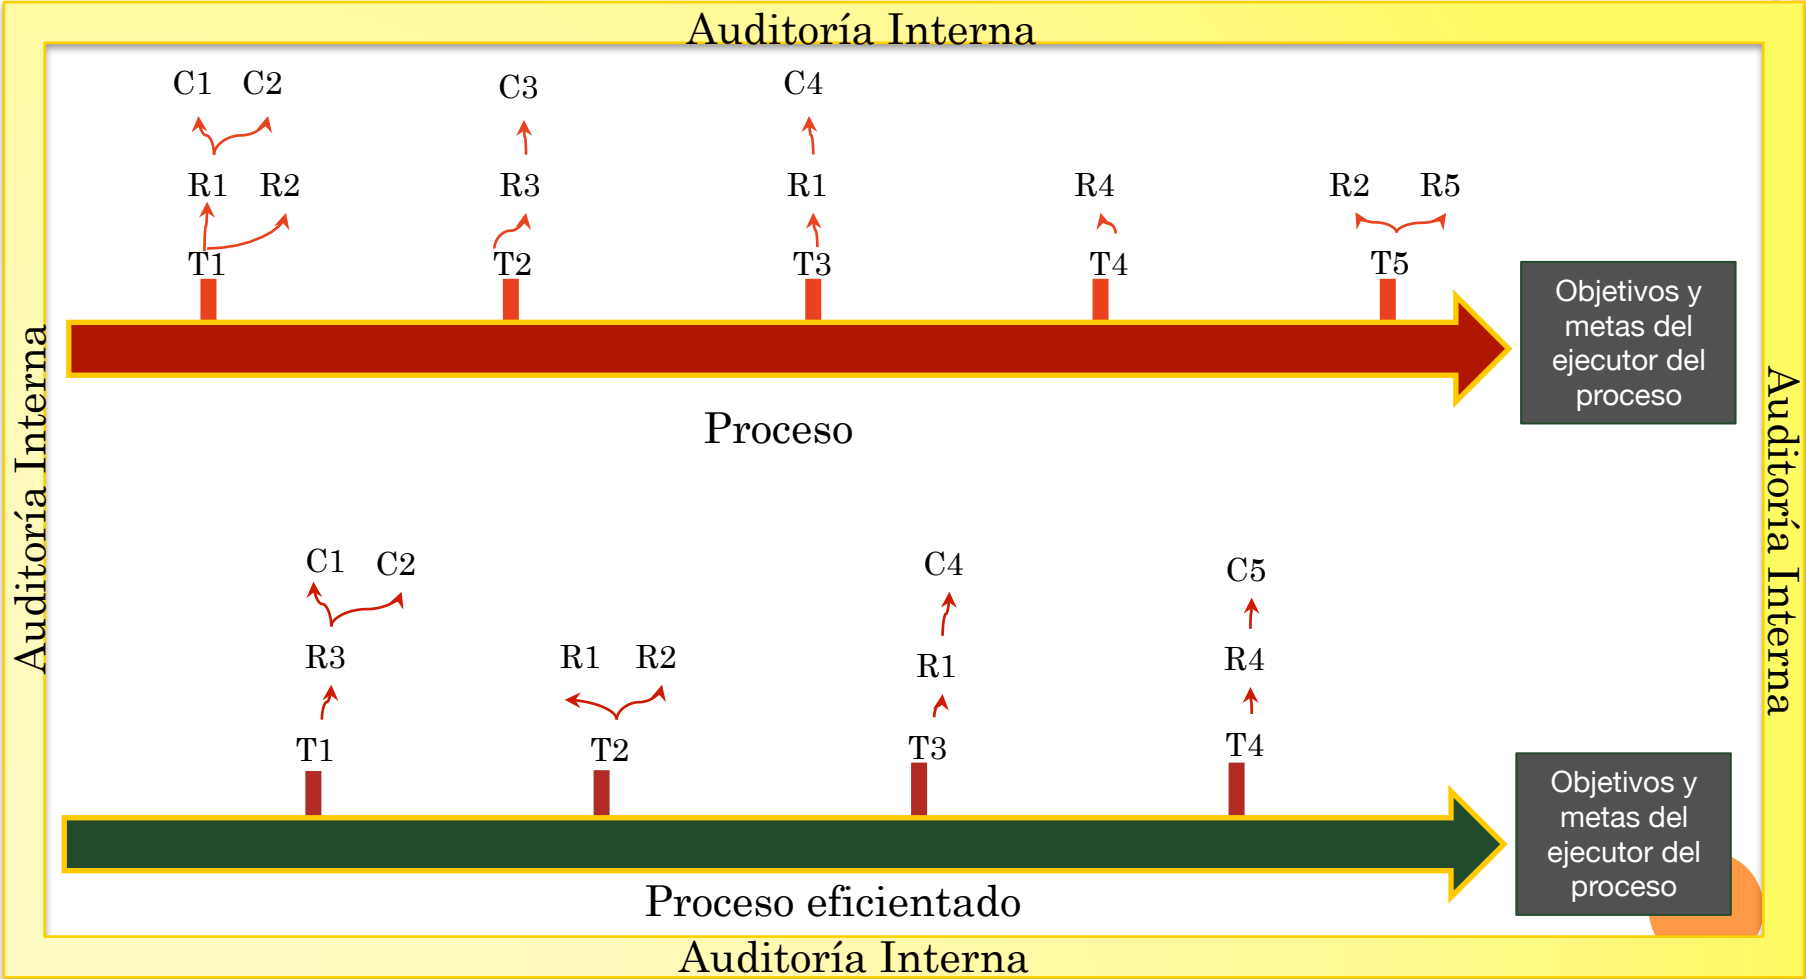 Auditoría Interna
C1 C2 C3 C4
R1 R2 R3 R1 R4 R2 R5
T1 T2 T3 T4 T5
Objetivos y
metas del
ejecutor del
proceso
Proceso
Auditoría Interna
Auditoría Interna
C1 C2 C4 C5
R3 R1 R2 R1 R4
T1 T2 T3 T4
Objetivos y
metas del
ejecutor del
proceso
Proceso eficientado
Auditoría Interna